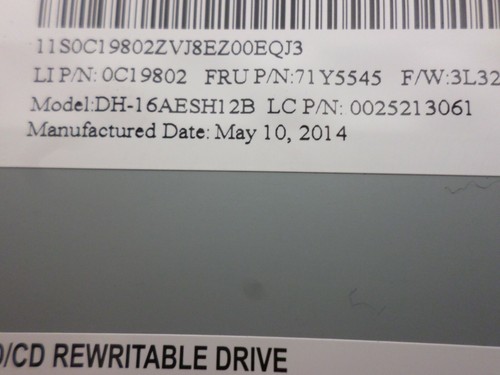 11S0C19802ZVJ8EZ00EQJ3
LI P/N: 0C19802 FRU P/N:71Y5545 F/W:3L32
Model:DH-16AESH12B LC P/N: 0025213061
Manufactured Date: May 10, 2014
/CD REWRITABLE DRIVE